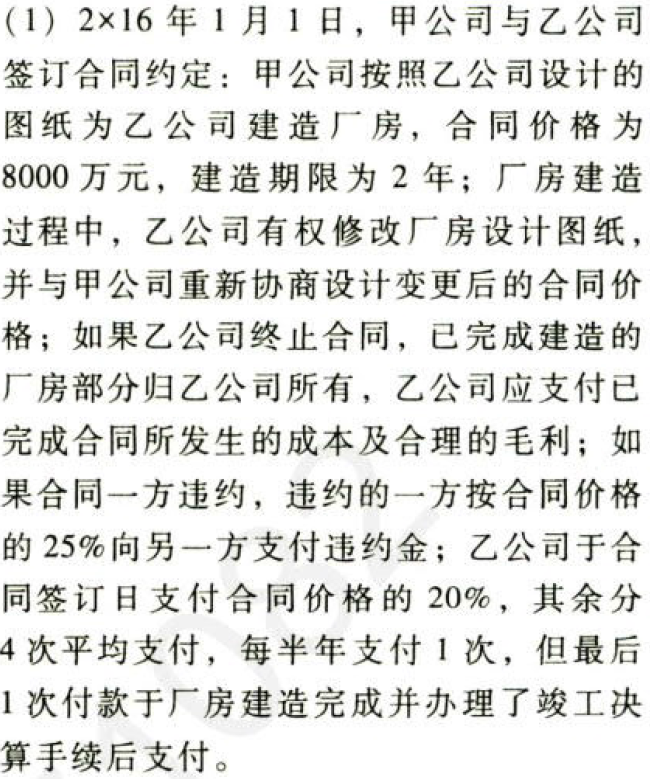 (1) 2×16 年 1 月 1 日，甲公司与乙公司
签订合同约定：甲公司按照乙公司设计的
图纸为乙公司建造厂房，合同价格为
8000 万元，建造期限为 2 年；厂房建造
过程中，乙公司有权修改厂房设计图纸，
并与甲公司重新协商设计变更后的合同价
格；如果乙公司终止合同，已完成建造的
厂房部分归乙公司所有，乙公司应支付已
完成合同所发生的成本及合理的毛利；如
果合同一方违约，违约的一方按合同价格
的 25%向另一方支付违约金；乙公司于合
同签订日支付合同价格的 20%，其余分
4 次平均支付，每半年支付 1 次，但最后
1 次付款于厂房建造完成并办理了竣工决
算手续后支付。